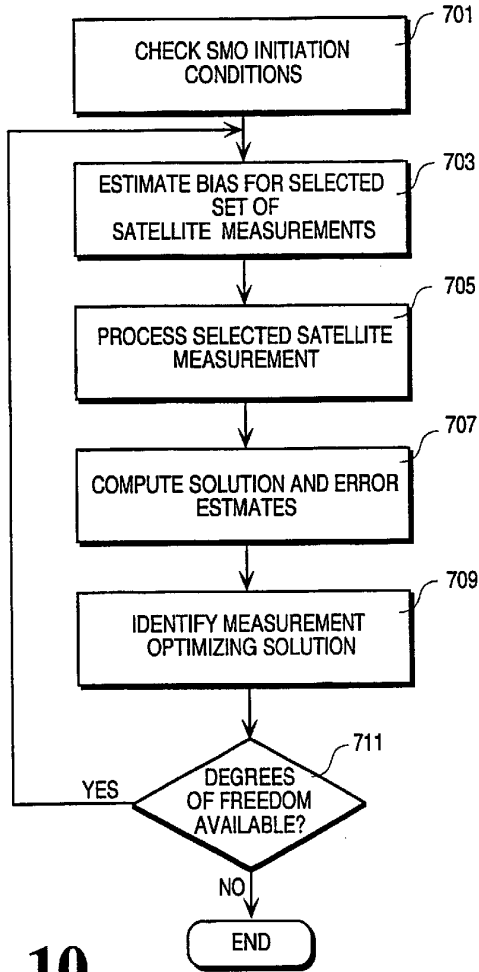 701
CHECK SMO INITIATION
CONDITIONS
703
ESTIMATE BIAS FOR SELECTED
SET OF
SATELLITE MEASUREMENTS
705
PROCESS SELECTED SATELLITE
MEASUREMENT
707
COMPUTE SOLUTION AND ERROR
ESTMATES
709
IDENTIFY MEASUREMENT
OPTIMIZING SOLUTION
711
DEGREES
OF FREEDOM
AVAILABLE?
YES
NO
END
10